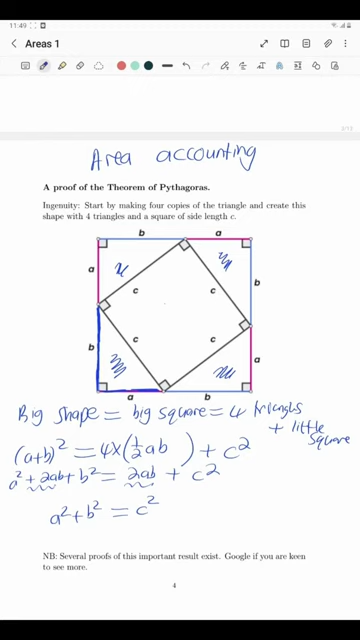 11:49
Areas 1
3/13
Area accounting
A proof of the Theorem of Pythagoras.
Ingenuity: Start by making four copies of the triangle and create this
shape with 4 triangles and a square of side length c.
b a
a c c b
b c c a
a b
Big shape = big square = 4 triangles
+ little
square
(a+b)² = 4×(½ab ) + c²
a² + 2ab + b² = 2ab + c²
a² + b² = c²
NB: Several proofs of this important result exist. Google if you are keen
to see more.
4